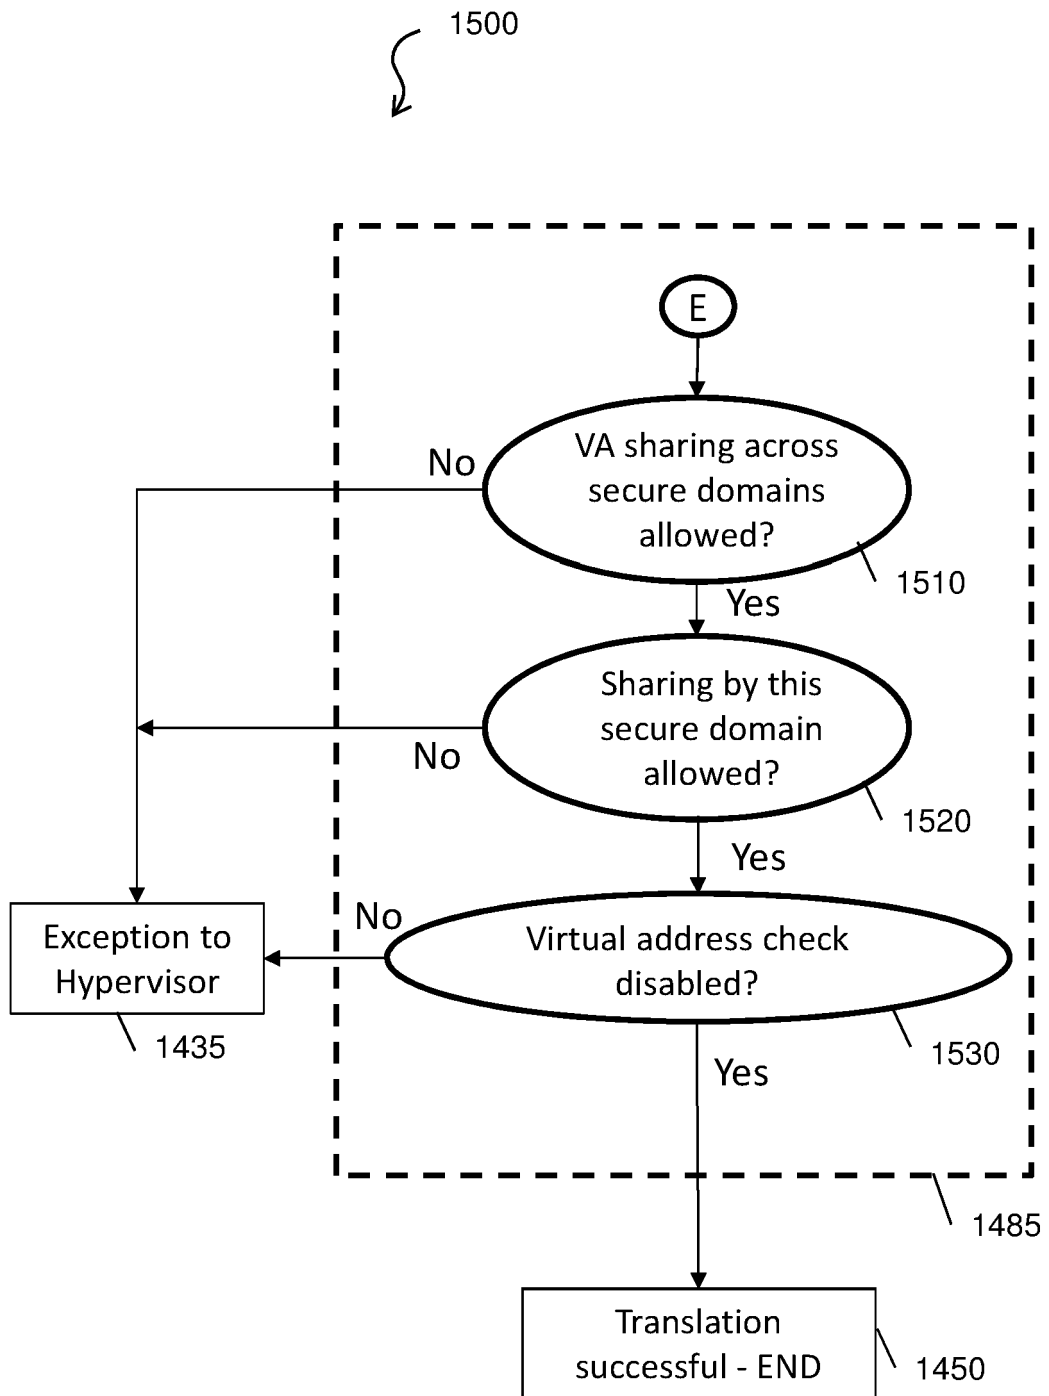 1500
E
VA sharing across
secure domains
allowed?
No
1510
Yes
Sharing by this
secure domain
allowed?
No
1520
Yes
Virtual address check
disabled?
No
Exception to
Hypervisor
1435
1530
Yes
1485
Translation
successful - END
1450